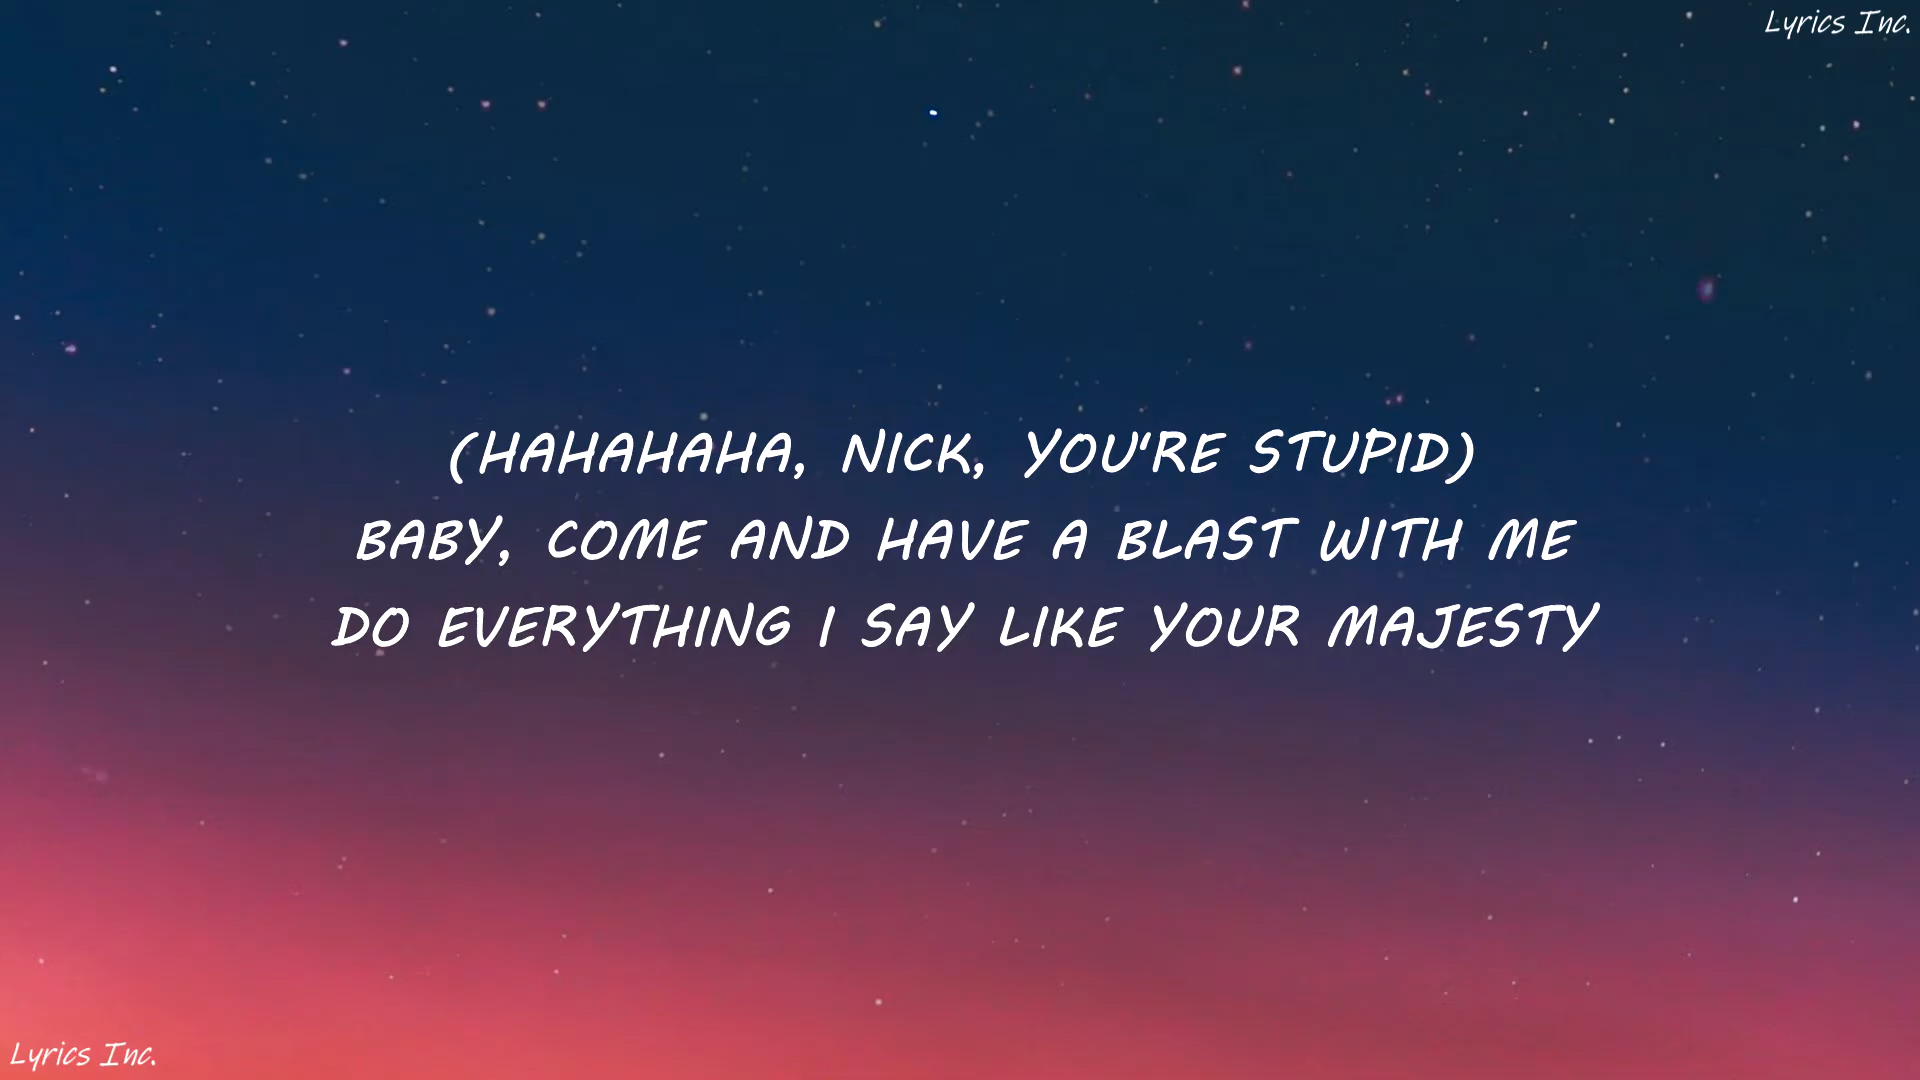 Lyrics Inc.
(HAHAHAHA, NICK, YOU'RE STUPID)
BABY, COME AND HAVE A BLAST WITH ME
DO EVERYTHING I SAY LIKE YOUR MAJESTY
Lyrics Inc.